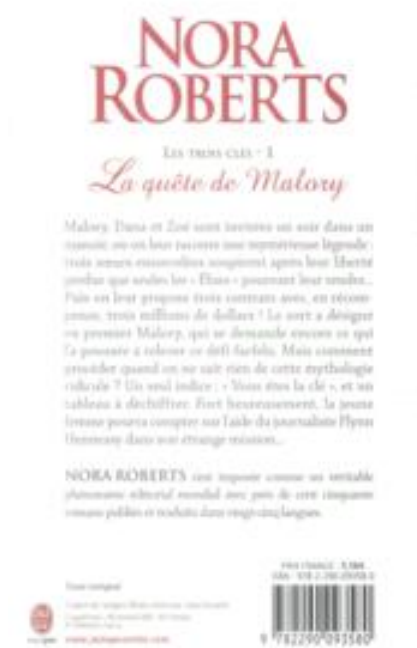 NORA
ROBERTS
LES TROIS CLÉS - 1
La quête de Malory
Malory, Dana et Zoé sont invitées un soir dans un
manoir, où on leur raconte une mystérieuse légende :
trois sœurs ensorcelées soupirent après leur liberté
perdue que seules les « Élues » pourront leur rendre...
Puis on leur propose trois contrats avec, en récom-
pense, trois millions de dollars ! Le sort a désigné
en premier Malory, qui se demande encore ce qui
l'a poussée à relever ce défi farfelu. Mais comment
procéder quand on ne sait rien de cette mythologie
ridicule ? Un seul indice : « Vous êtes la clé », et un
tableau à déchiffrer. Fort heureusement, la jeune
femme pourra compter sur l'aide du journaliste Flynn
Hennessy dans son étrange mission...
NORA ROBERTS s'est imposée comme un véritable
phénomène éditorial mondial avec près de cent cinquante
romans publiés et traduits dans vingt-cinq langues.
Texte intégral
PRIX FRANCE
9 782290 093580